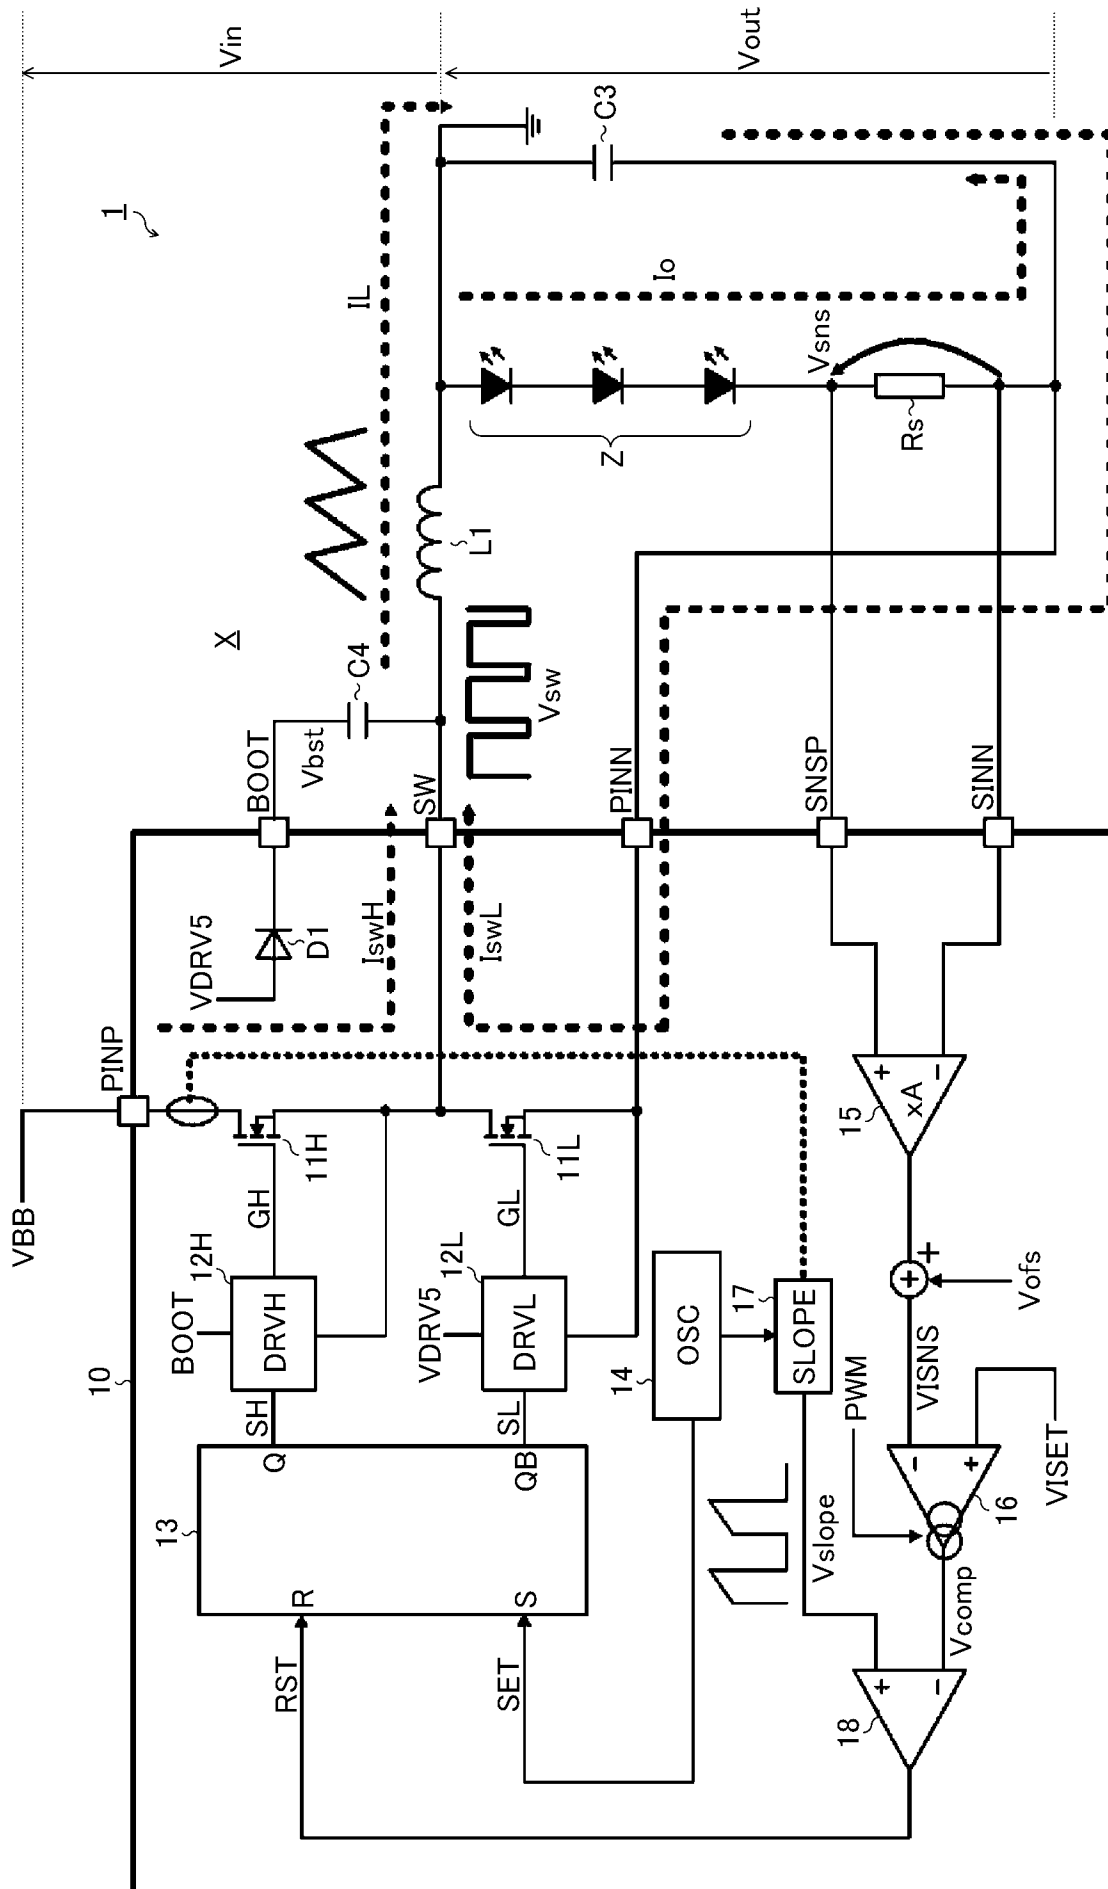 1
X
Vin
Vout
VBB
PINP
VDRV5
D1
BOOT
Vbst
C4
IL
C3
IswH
SW
L1
Vsw
IswL
PINN
Io
Z
Vsns
Rs
SNSP
SINN
10
BOOT
12H
DRVH
GH
11H
SH
Q
VDRV5
12L
DRVL
GL
11L
SL
QB
13
R
S
RST
SET
14
OSC
17
SLOPE
Vslope
PWM
15
xA
+
-
+
+
Vofs
VISNS
-
+
16
VISET
Vcomp
18
+
-